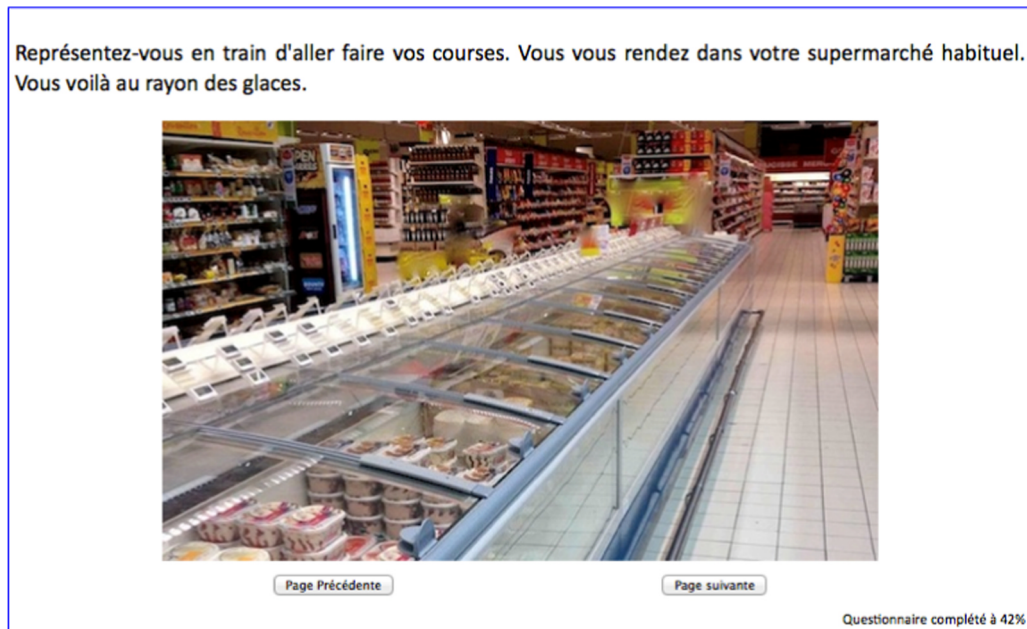 Représentez-vous en train d'aller faire vos courses. Vous vous rendez dans votre supermarché habituel.
Vous voilà au rayon des glaces.
Page Précédente
Page suivante
Questionnaire complété à 42%